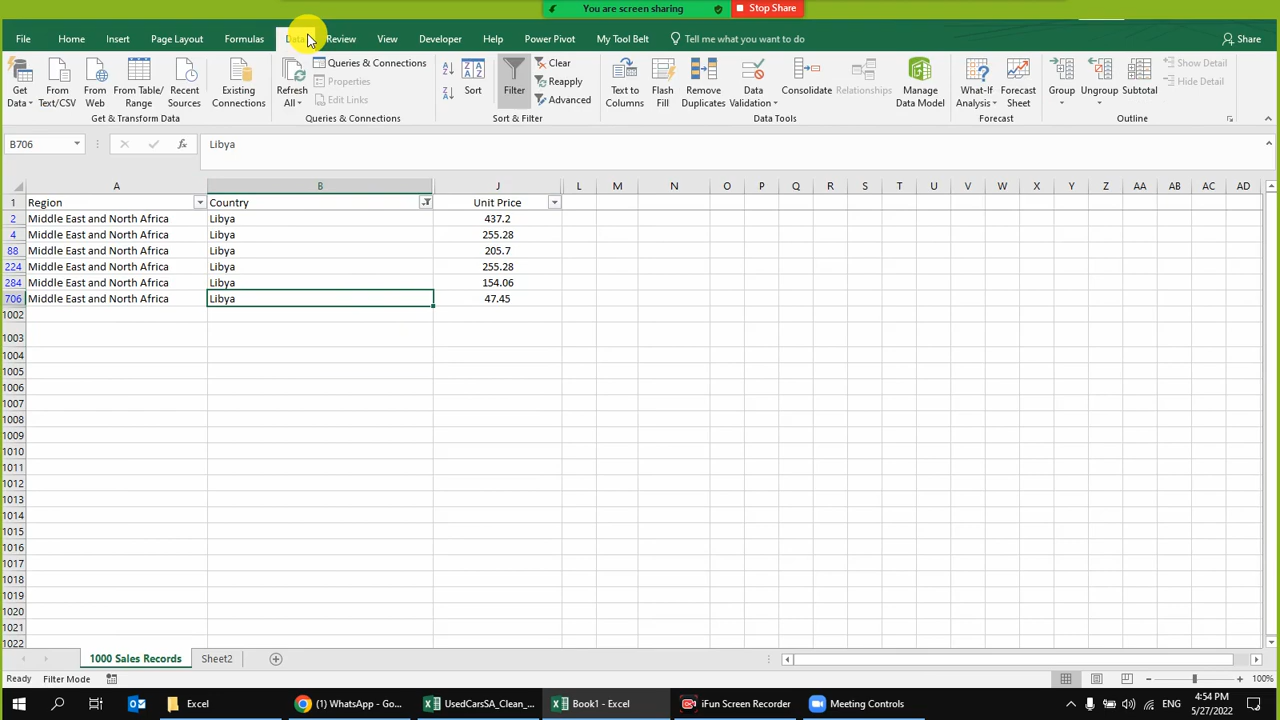 You are screen sharing Stop Share
File Home Insert Page Layout Formulas Data Review View Developer Help Power Pivot My Tool Belt Tell me what you want to do Share
Get Data From Text/CSV From Web From Table/Range Recent Sources Existing Connections Refresh All Queries & Connections Properties Edit Links Sort Filter Clear Reapply Advanced Text to Columns Flash Fill Remove Duplicates Data Validation Consolidate Relationships Manage Data Model What-If Analysis Forecast Sheet Group Ungroup Subtotal Show Detail Hide Detail
Get & Transform Data Queries & Connections Sort & Filter Data Tools Forecast Outline
B706 fx Libya
A B J L M N O P Q R S T U V W X Y Z AA AB AC AD
1 Region Country Unit Price
2 Middle East and North Africa Libya 437.2
4 Middle East and North Africa Libya 255.28
88 Middle East and North Africa Libya 205.7
224 Middle East and North Africa Libya 255.28
284 Middle East and North Africa Libya 154.06
706 Middle East and North Africa Libya 47.45
1002
1003
1004
1005
1006
1007
1008
1009
1010
1011
1012
1013
1014
1015
1016
1017
1018
1019
1020
1021
1022
1000 Sales Records Sheet2
Ready Filter Mode 100%
Excel (1) WhatsApp - Go... UsedCarsSA_Clean_... Book1 - Excel iFun Screen Recorder Meeting Controls ENG 4:54 PM
5/27/2022